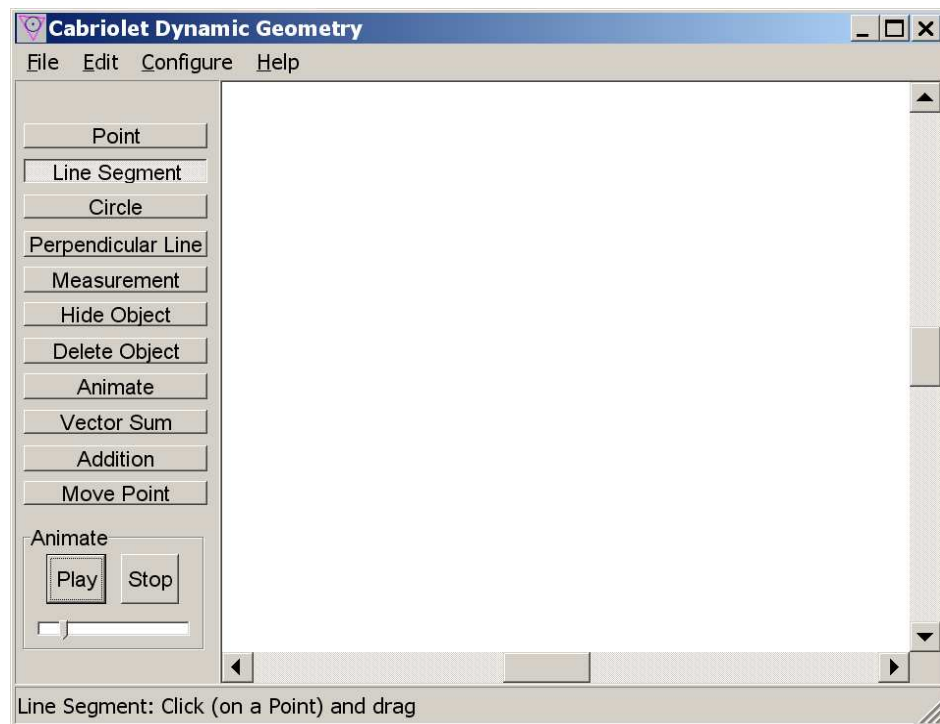 Cabriolet Dynamic Geometry
File Edit Configure Help
Point
Line Segment
Circle
Perpendicular Line
Measurement
Hide Object
Delete Object
Animate
Vector Sum
Addition
Move Point
Animate
Play Stop
Line Segment: Click (on a Point) and drag